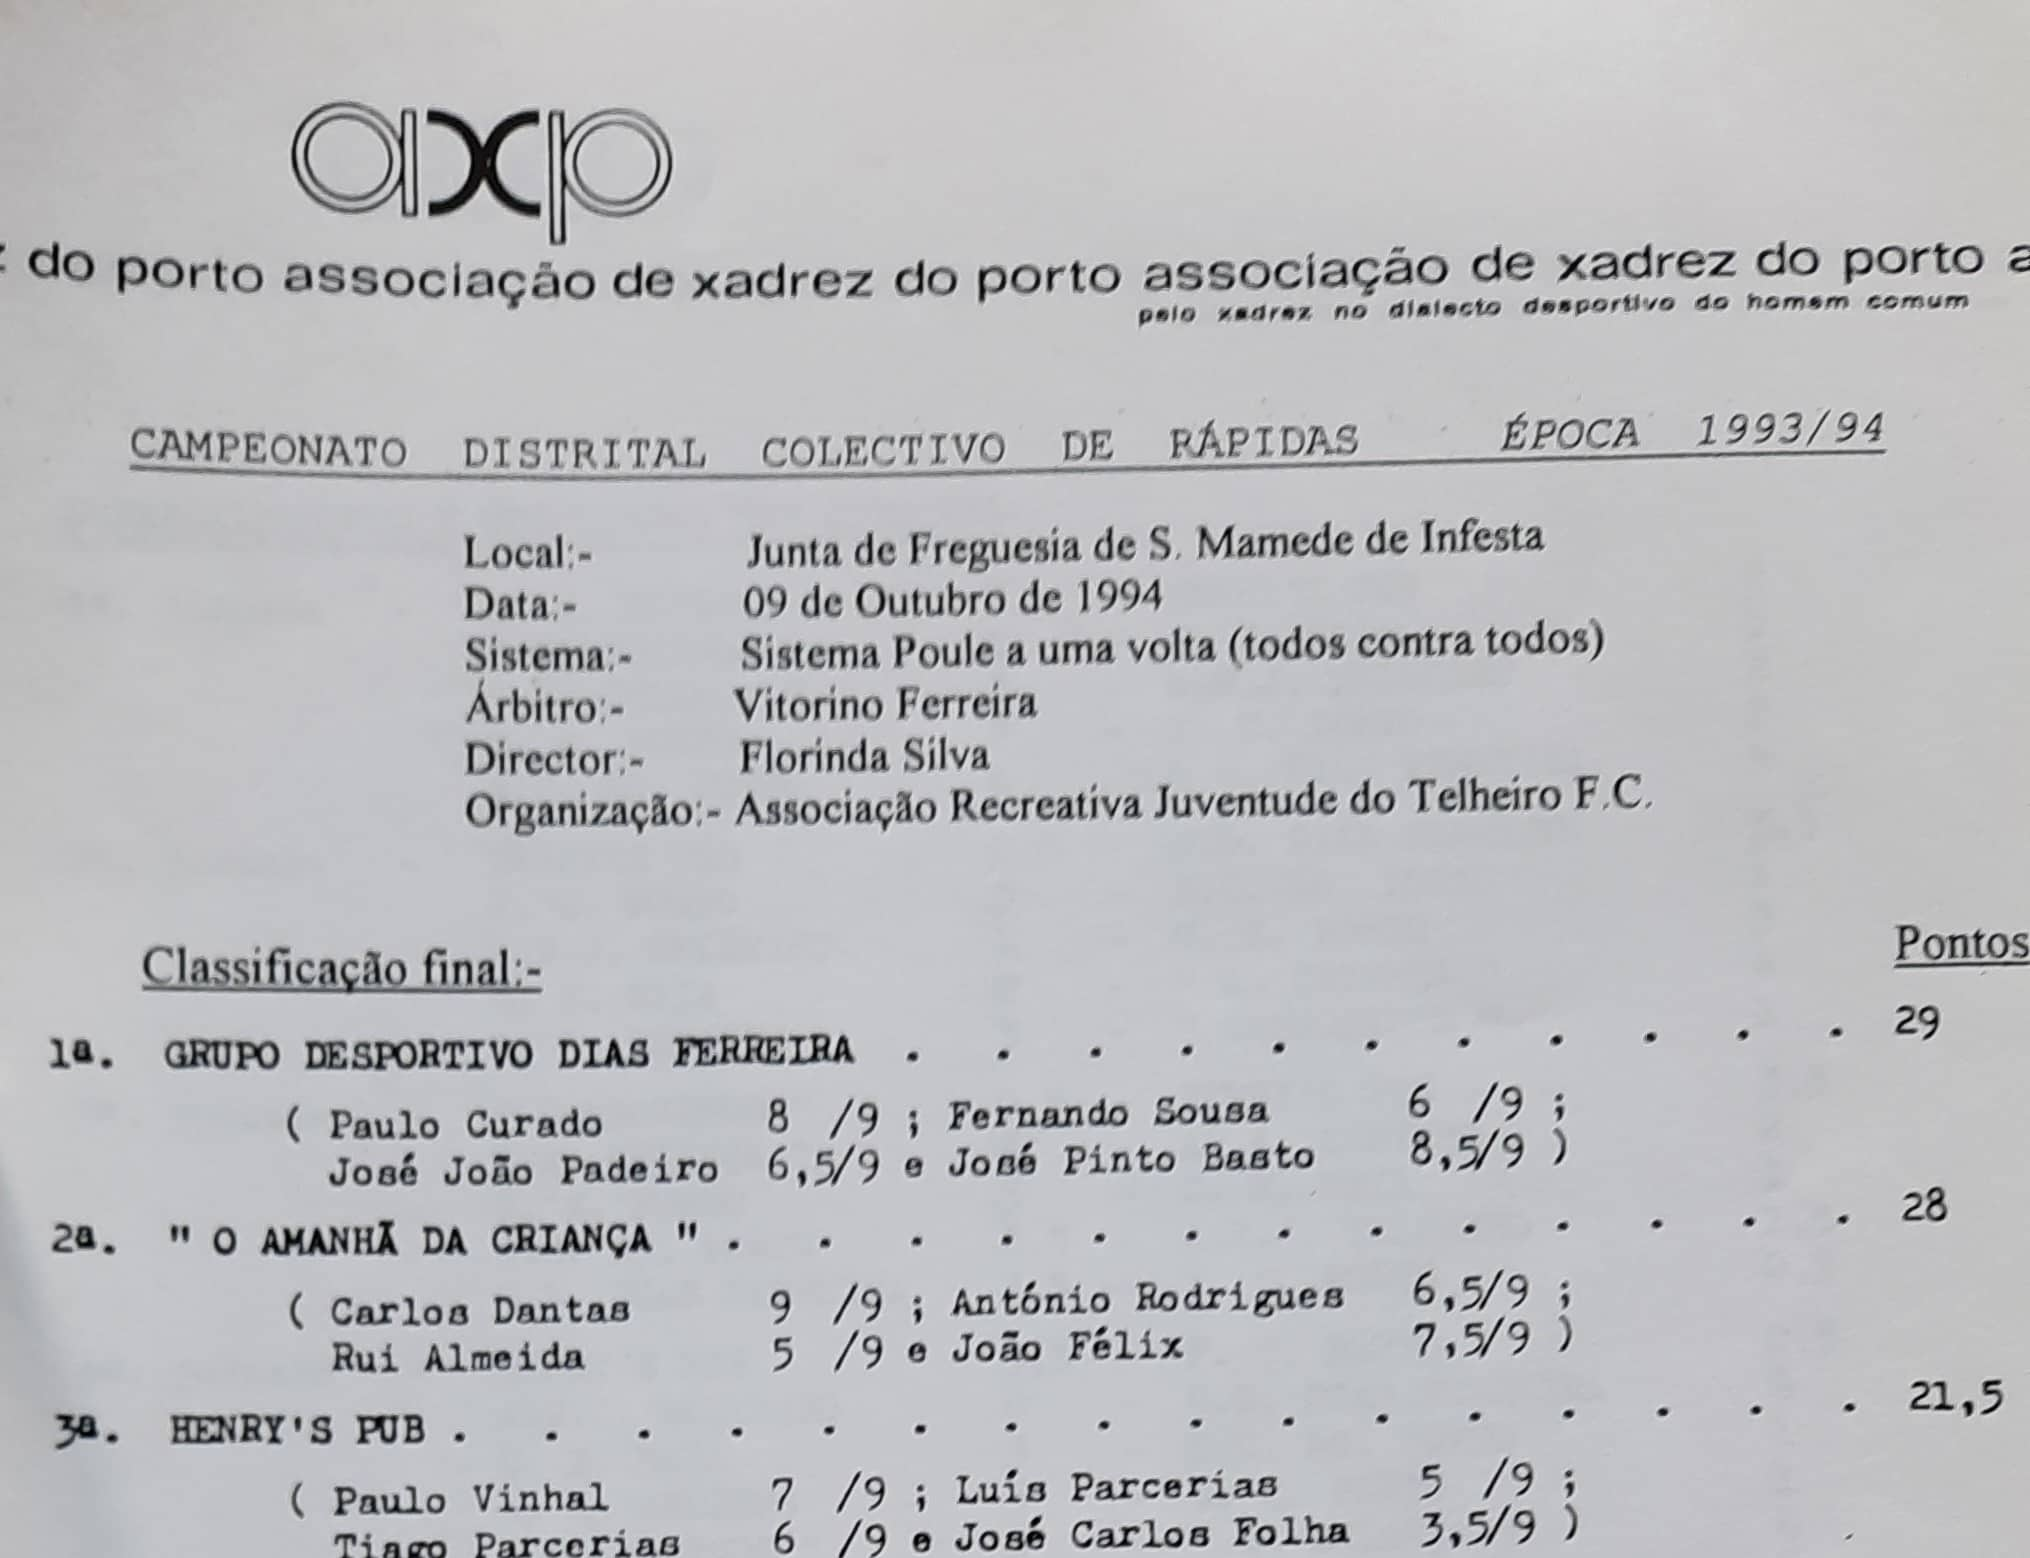 axp
do porto associação de xadrez do porto associação de xadrez do porto a
pelo xadrez no dialecto desportivo do homem comum
CAMPEONATO DISTRITAL COLECTIVO DE RÁPIDAS ÉPOCA 1993/94
Local:- Junta de Freguesia de S. Mamede de Infesta
Data:- 09 de Outubro de 1994
Sistema:- Sistema Poule a uma volta (todos contra todos)
Árbitro:- Vitorino Ferreira
Director:- Florinda Silva
Organização:- Associação Recreativa Juventude do Telheiro F.C.
Classificação final:- Pontos
1ª. GRUPO DESPORTIVO DIAS FERREIRA . . . . . . . . . . . 29
( Paulo Curado 8 /9 ; Fernando Sousa 6 /9 ;
José João Padeiro 6,5/9 e José Pinto Basto 8,5/9 )
2ª. " O AMANHÃ DA CRIANÇA " . . . . . . . . . . . . . 28
( Carlos Dantas 9 /9 ; António Rodrigues 6,5/9 ;
Rui Almeida 5 /9 e João Félix 7,5/9 )
3ª. HENRY'S PUB . . . . . . . . . . . . . . . . 21,5
( Paulo Vinhal 7 /9 ; Luís Parcerias 5 /9 ;
Tiago Parcerias 6 /9 e José Carlos Folha 3,5/9 )